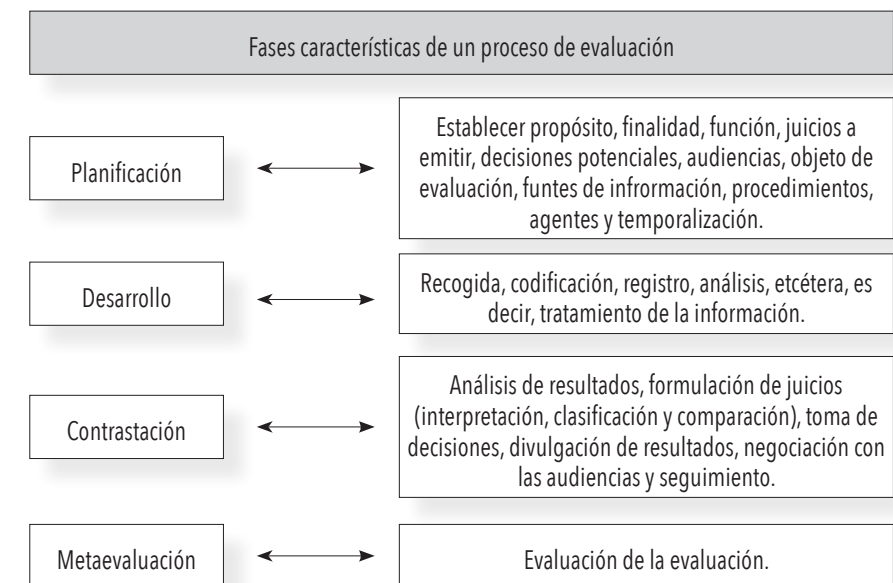 Fases características de un proceso de evaluación
Planificación
Establecer propósito, finalidad, función, juicios a
emitir, decisiones potenciales, audiencias, objeto de
evaluación, funtes de infrormación, procedimientos,
agentes y temporalización.
Desarrollo
Recogida, codificación, registro, análisis, etcétera, es
decir, tratamiento de la información.
Contrastación
Análisis de resultados, formulación de juicios
(interpretación, clasificación y comparación), toma de
decisiones, divulgación de resultados, negociación con
las audiencias y seguimiento.
Metaevaluación
Evaluación de la evaluación.